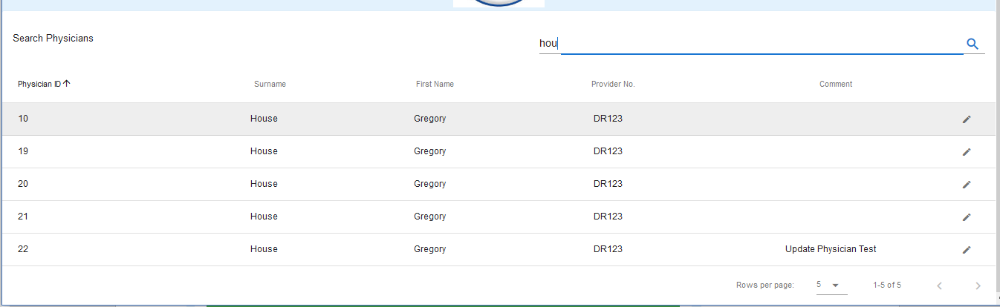 Search Physicians
hou
Physician ID Surname First Name Provider No. Comment
10 House Gregory DR123
19 House Gregory DR123
20 House Gregory DR123
21 House Gregory DR123
22 House Gregory DR123 Update Physician Test
Rows per page: 5 1-5 of 5